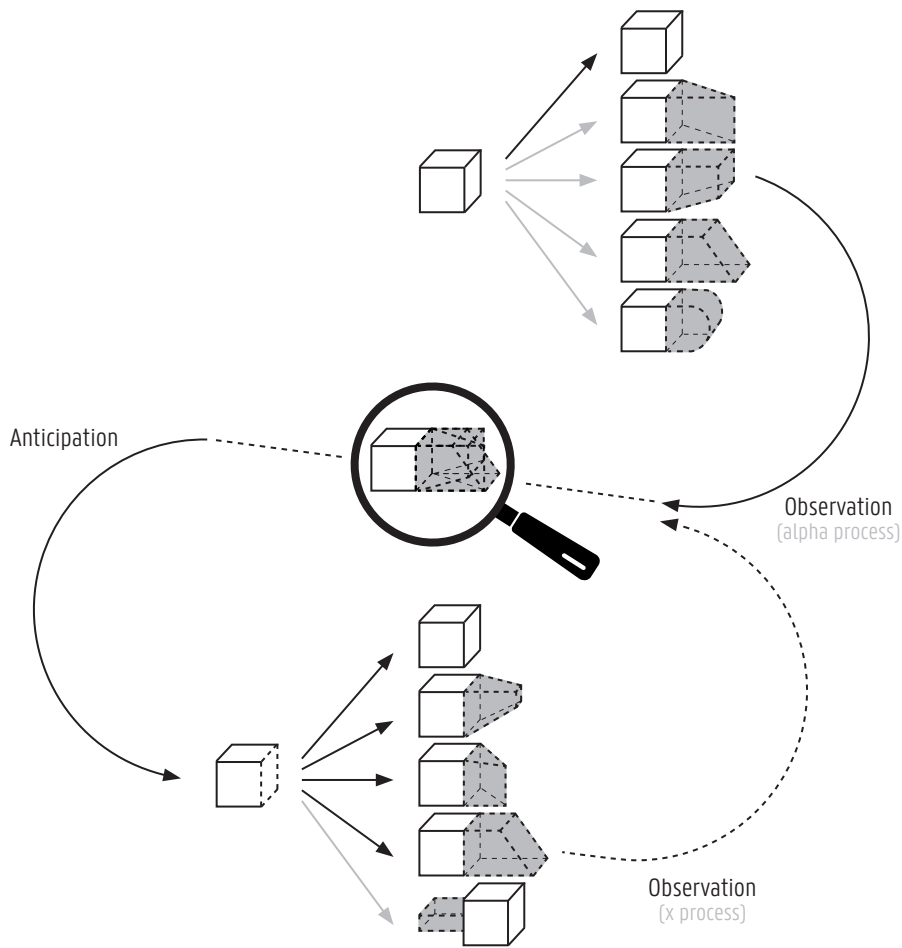 Anticipation
Observation
(alpha process)
Observation
(x process)